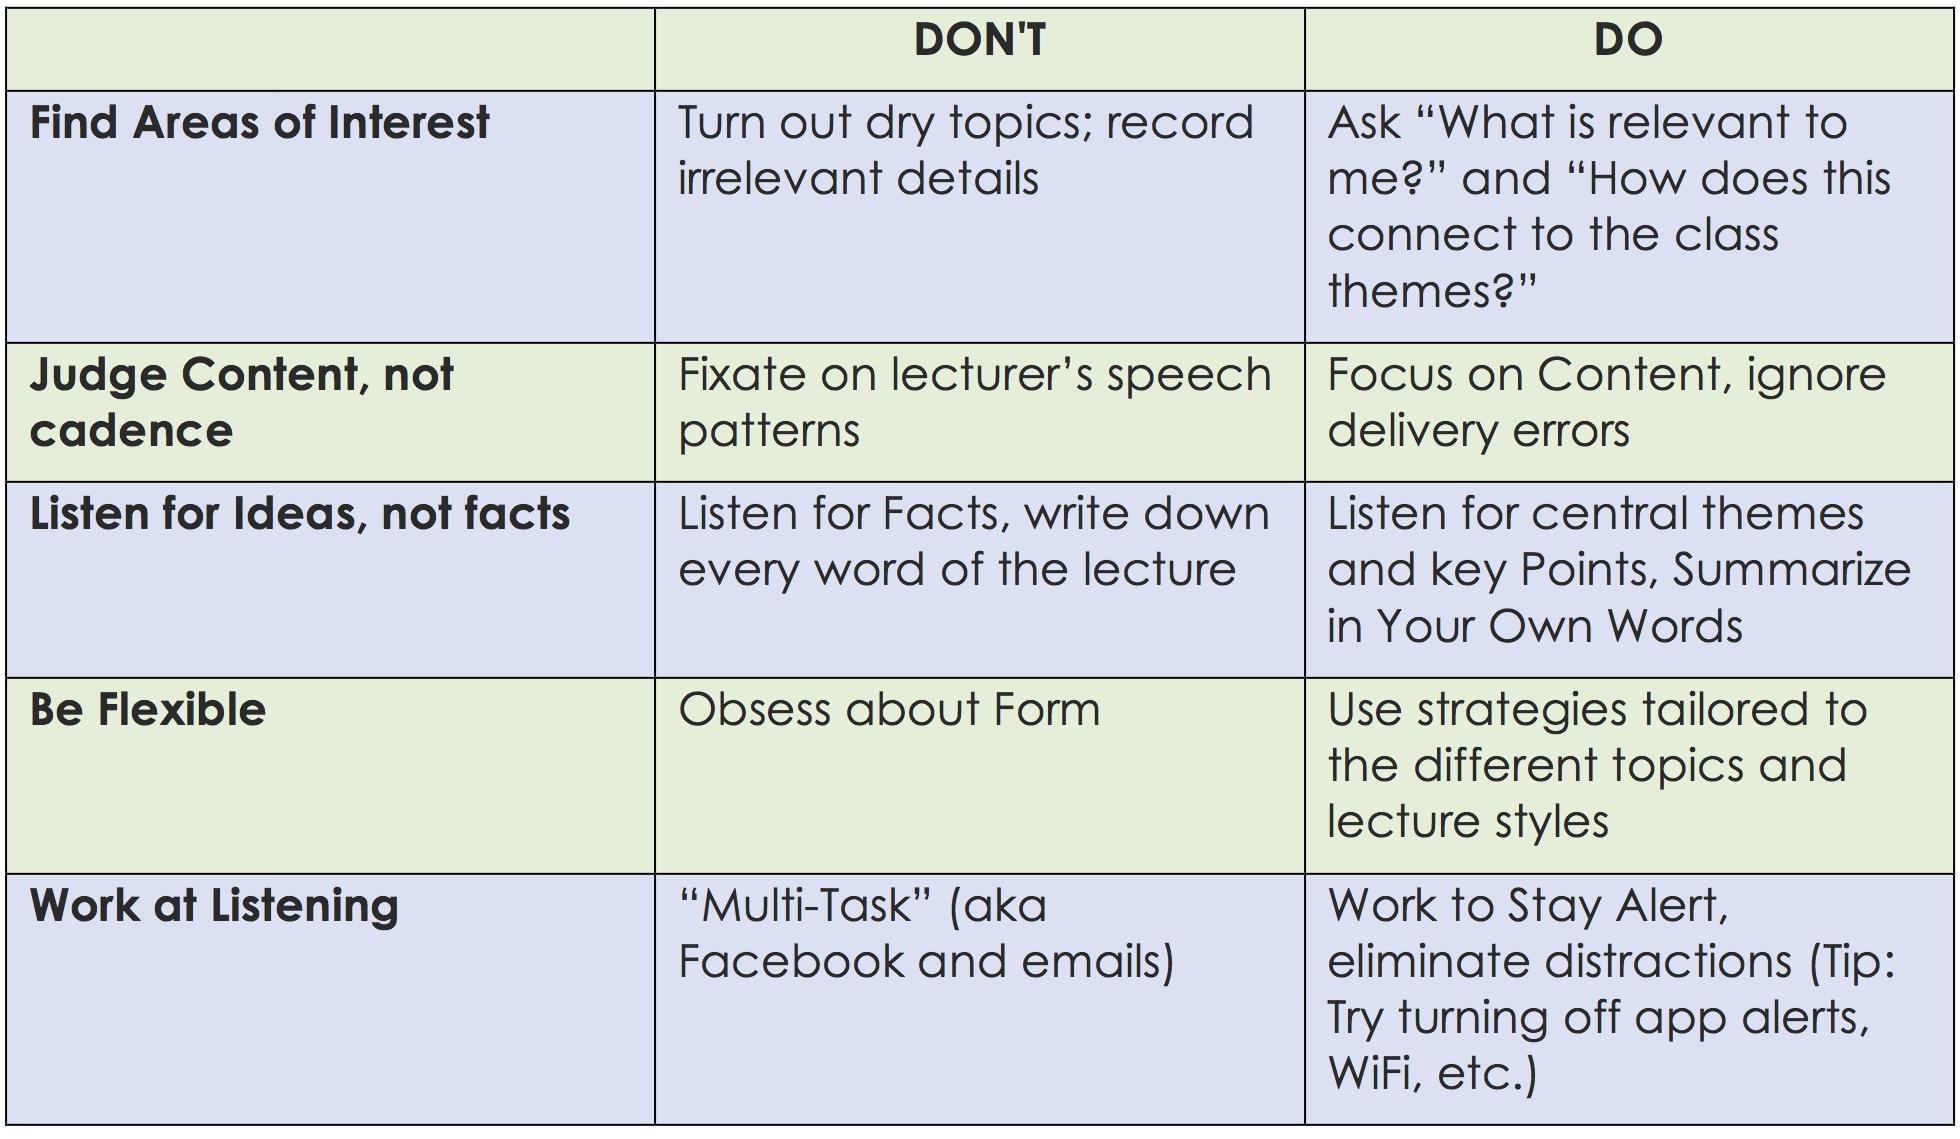 DON'T
DO
Find Areas of Interest
Turn out dry topics; record
irrelevant details
Ask “What is relevant to
me?” and “How does this
connect to the class
themes?”
Judge Content, not
cadence
Fixate on lecturer’s speech
patterns
Focus on Content, ignore
delivery errors
Listen for Ideas, not facts
Listen for Facts, write down
every word of the lecture
Listen for central themes
and key Points, Summarize
in Your Own Words
Be Flexible
Obsess about Form
Use strategies tailored to
the different topics and
lecture styles
Work at Listening
“Multi-Task” (aka
Facebook and emails)
Work to Stay Alert,
eliminate distractions (Tip:
Try turning off app alerts,
WiFi, etc.)